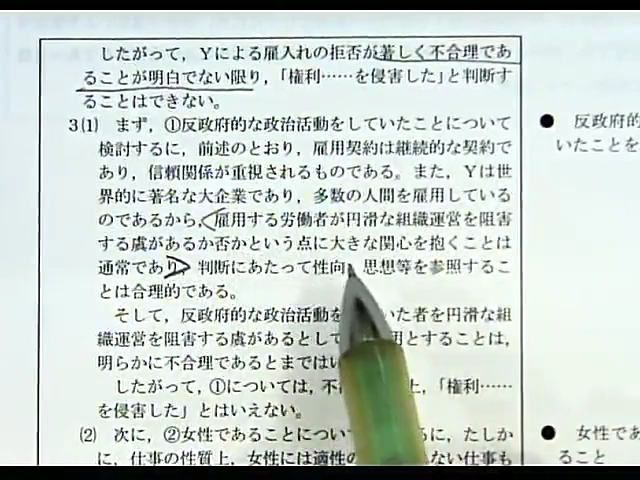 したがって，Ｙによる雇入れの拒否が著しく不合理であ
ることが明白でない限り，「権利……を侵害した」と判断す
ることはできない。
3⑴ まず，①反政府的な政治活動をしていたことについて
検討するに，前述のとおり，雇用契約は継続的な契約で
あり，信頼関係が重視されるものである。また，Ｙは世
界的に著名な大企業であり，多数の人間を雇用している
のであるから，雇用する労働者が円滑な組織運営を阻害
する虞があるか否かという点に大きな関心を抱くことは
通常であり，判断にあたって性向，思想等を参照するこ
とは合理的である。
そして，反政府的な政治活動を いた者を円滑な組
織運営を阻害する虞があるとして 用とすることは，
明らかに不合理であるとまではい
したがって，①については，不 上，「権利……
を侵害した」とはいえない。
⑵ 次に，②女性であることについ に，たしか
に，仕事の性質上，女性には適性の ない仕事も
● 反政府的
いたことを
● 女性であ
ること